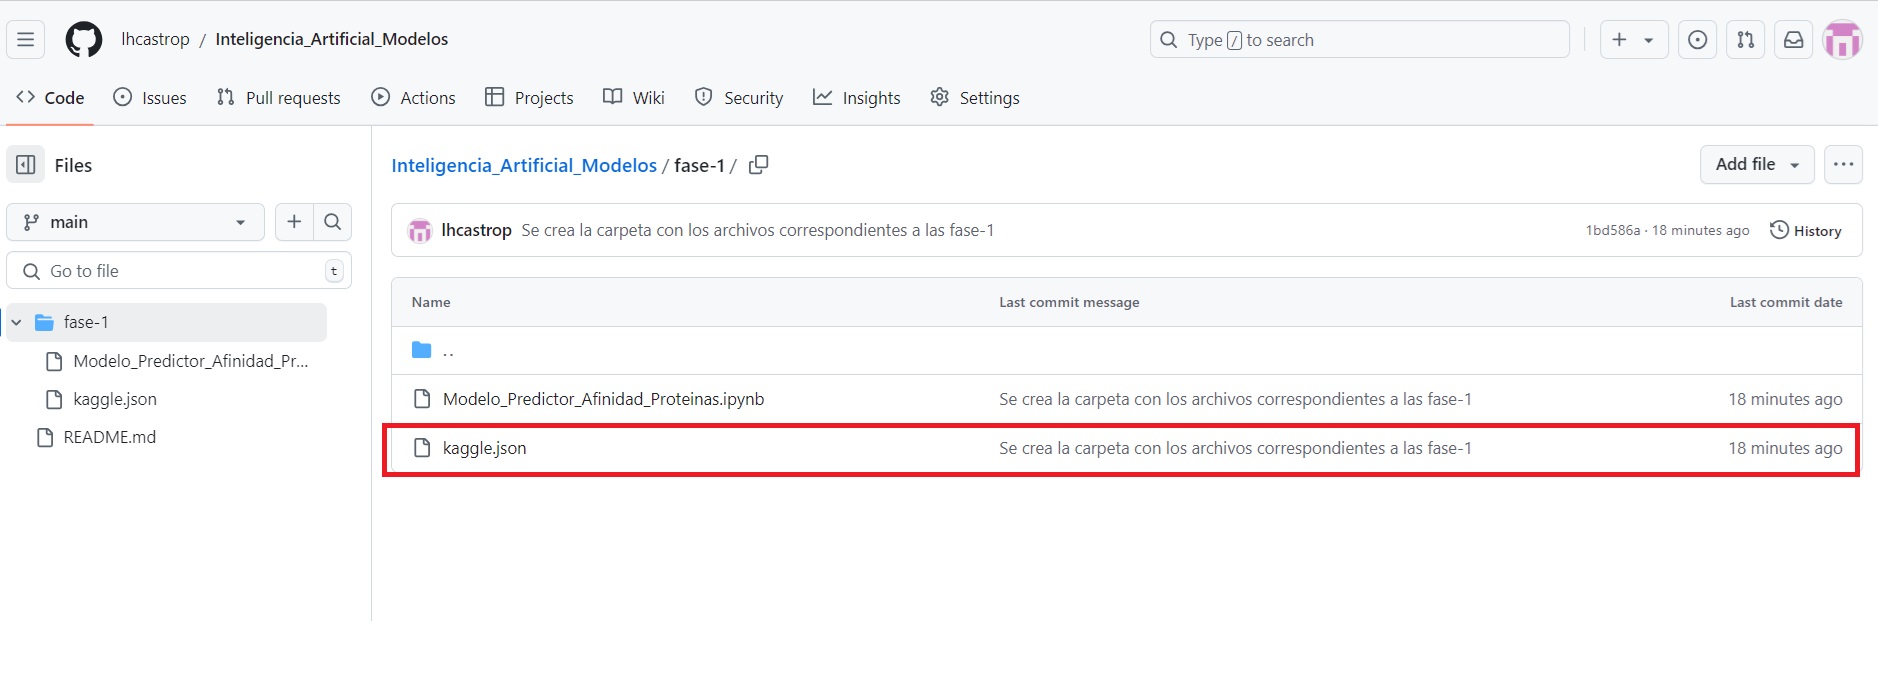 lhcastrop / Inteligencia_Artificial_Modelos
Type / to search
Code Issues Pull requests Actions Projects Wiki Security Insights Settings
Files
main
Go to file t
fase-1
Modelo_Predictor_Afinidad_Pr...
kaggle.json
README.md
Inteligencia_Artificial_Modelos / fase-1 /
Add file
lhcastrop Se crea la carpeta con los archivos correspondientes a las fase-1 1bd586a · 18 minutes ago History
Name Last commit message Last commit date
..
Modelo_Predictor_Afinidad_Proteinas.ipynb Se crea la carpeta con los archivos correspondientes a las fase-1 18 minutes ago
kaggle.json Se crea la carpeta con los archivos correspondientes a las fase-1 18 minutes ago